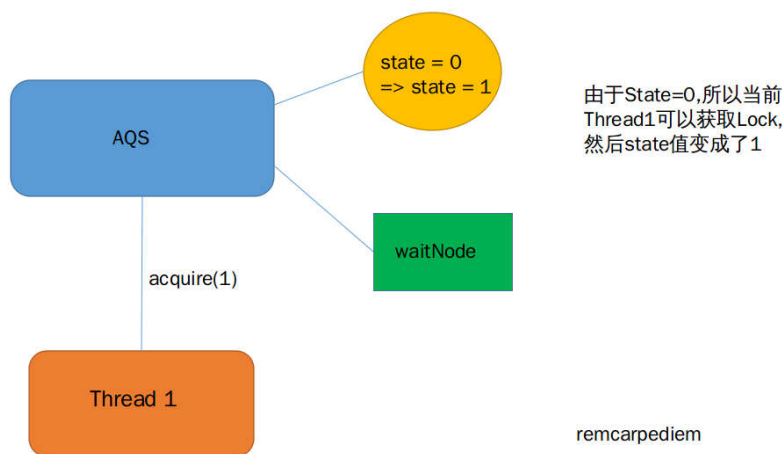 state = 0
=> state = 1
AQS
由于State=0,所以当前
Thread1可以获取Lock,
然后state值变成了1
waitNode
acquire(1)
Thread 1
remcarpediem